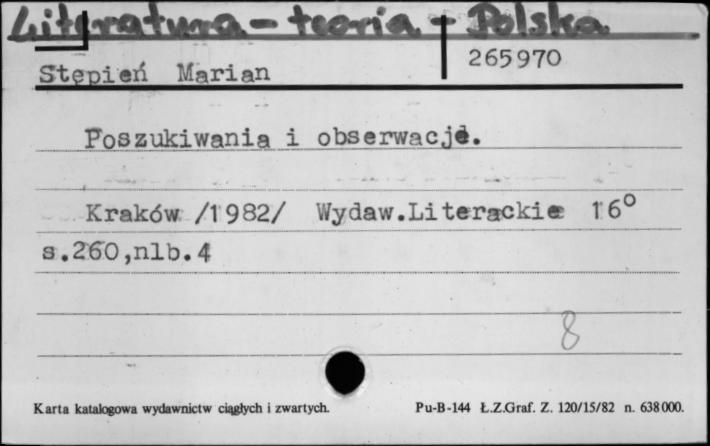 Literatura - teoria - Polska
Stępień Marian 265970
Poszukiwania i obserwacje.
Kraków /1982/ Wydaw.Literackie 16°
s.260,nlb.4
8
Karta katalogowa wydawnictw ciągłych i zwartych. Pu-B-144 Ł.Z.Graf. Z. 120/15/82 n. 638000.